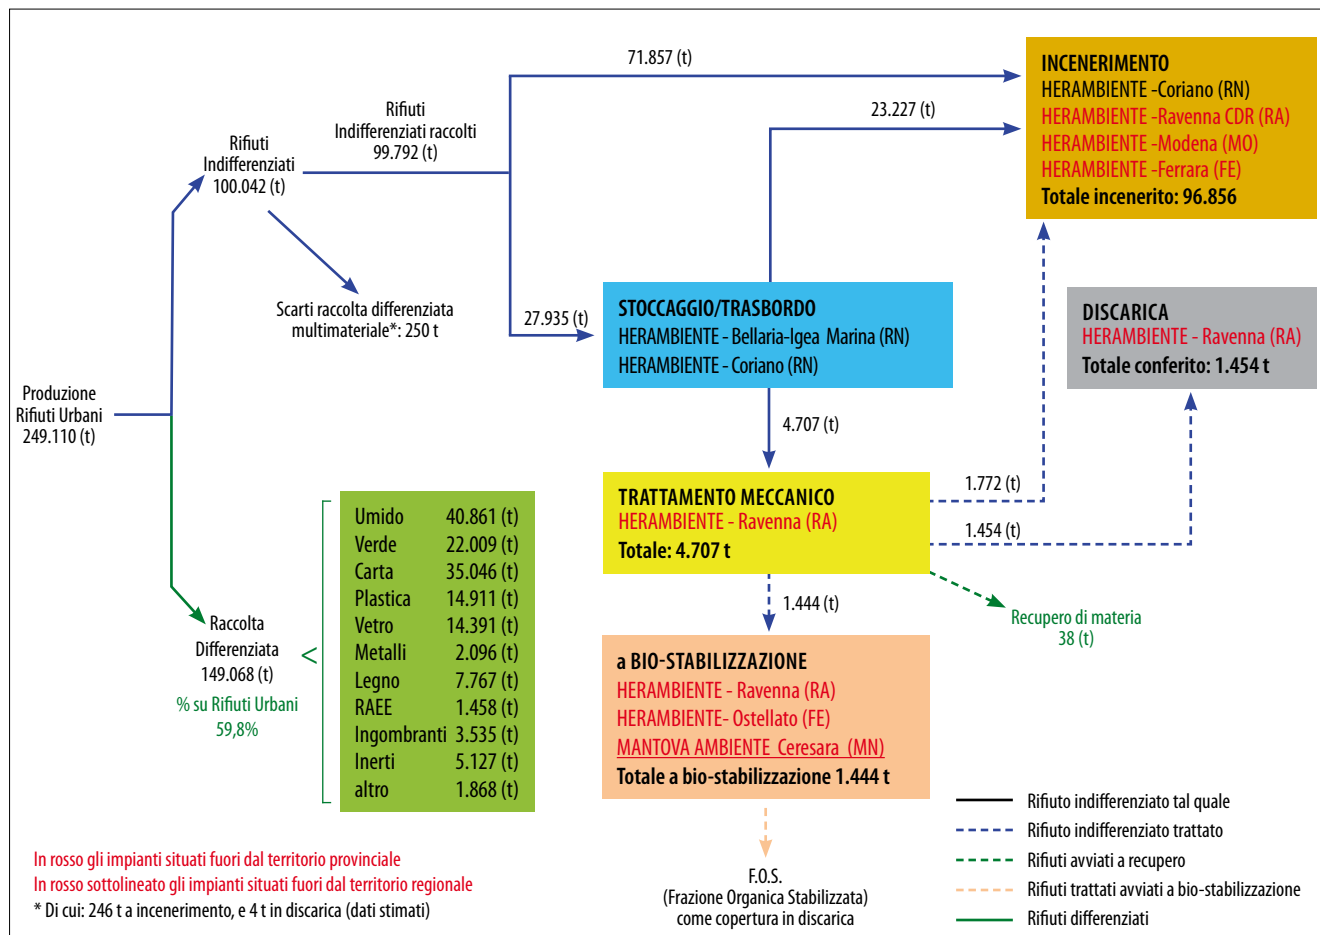 71.857 (t)
INCENERIMENTO
HERAMBIENTE -Coriano (RN)
HERAMBIENTE -Ravenna CDR (RA)
HERAMBIENTE -Modena (MO)
HERAMBIENTE -Ferrara (FE)
Totale incenerito: 96.856
23.227 (t)
Rifiuti
Indifferenziati raccolti
99.792 (t)
Rifiuti
Indifferenziati
100.042 (t)
Scarti raccolta differenziata
multimateriale*: 250 t
27.935 (t)
STOCCAGGIO/TRASBORDO
HERAMBIENTE - Bellaria-Igea Marina (RN)
HERAMBIENTE - Coriano (RN)
DISCARICA
HERAMBIENTE - Ravenna (RA)
Totale conferito: 1.454 t
Produzione
Rifiuti Urbani
249.110 (t)
4.707 (t)
TRATTAMENTO MECCANICO
HERAMBIENTE - Ravenna (RA)
Totale: 4.707 t
1.772 (t)
1.454 (t)
Umido 40.861 (t)
Verde 22.009 (t)
Carta 35.046 (t)
Plastica 14.911 (t)
Vetro 14.391 (t)
Metalli 2.096 (t)
Legno 7.767 (t)
RAEE 1.458 (t)
Ingombranti 3.535 (t)
Inerti 5.127 (t)
altro 1.868 (t)
1.444 (t)
Recupero di materia
38 (t)
Raccolta
Differenziata
149.068 (t)
% su Rifiuti Urbani
59,8%
<
a BIO-STABILIZZAZIONE
HERAMBIENTE - Ravenna (RA)
HERAMBIENTE- Ostellato (FE)
MANTOVA AMBIENTE Ceresara (MN)
Totale a bio-stabilizzazione 1.444 t
F.O.S.
(Frazione Organica Stabilizzata)
come copertura in discarica
Rifiuto indifferenziato tal quale
Rifiuto indifferenziato trattato
Rifiuti avviati a recupero
Rifiuti trattati avviati a bio-stabilizzazione
Rifiuti differenziati
In rosso gli impianti situati fuori dal territorio provinciale
In rosso sottolineato gli impianti situati fuori dal territorio regionale
* Di cui: 246 t a incenerimento, e 4 t in discarica (dati stimati)